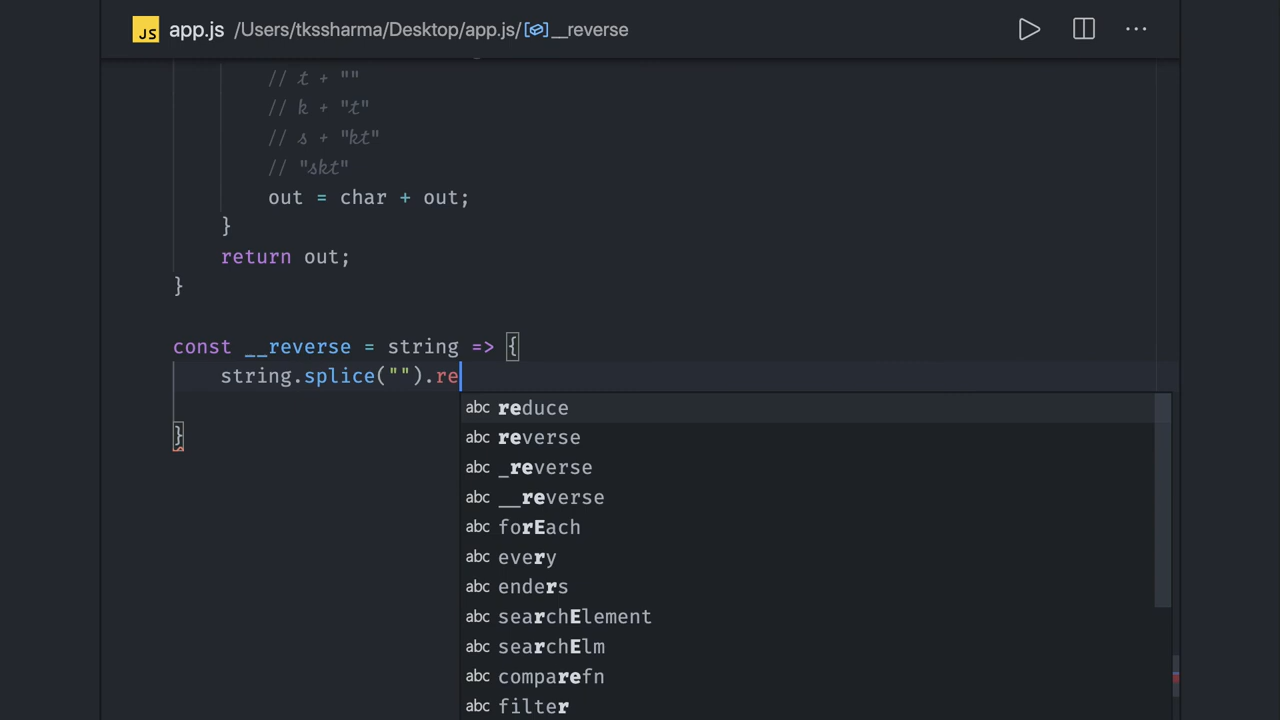 JS app.js /Users/tkssharma/Desktop/app.js/__reverse
// t + ""
// k + "t"
// s + "kt"
// "skt"
out = char + out;
}
return out;
}
const __reverse = string => {
string.splice("").re
}
abc reduce
abc reverse
abc _reverse
abc __reverse
abc forEach
abc every
abc enders
abc searchElement
abc searchElm
abc comparefn
abc filter